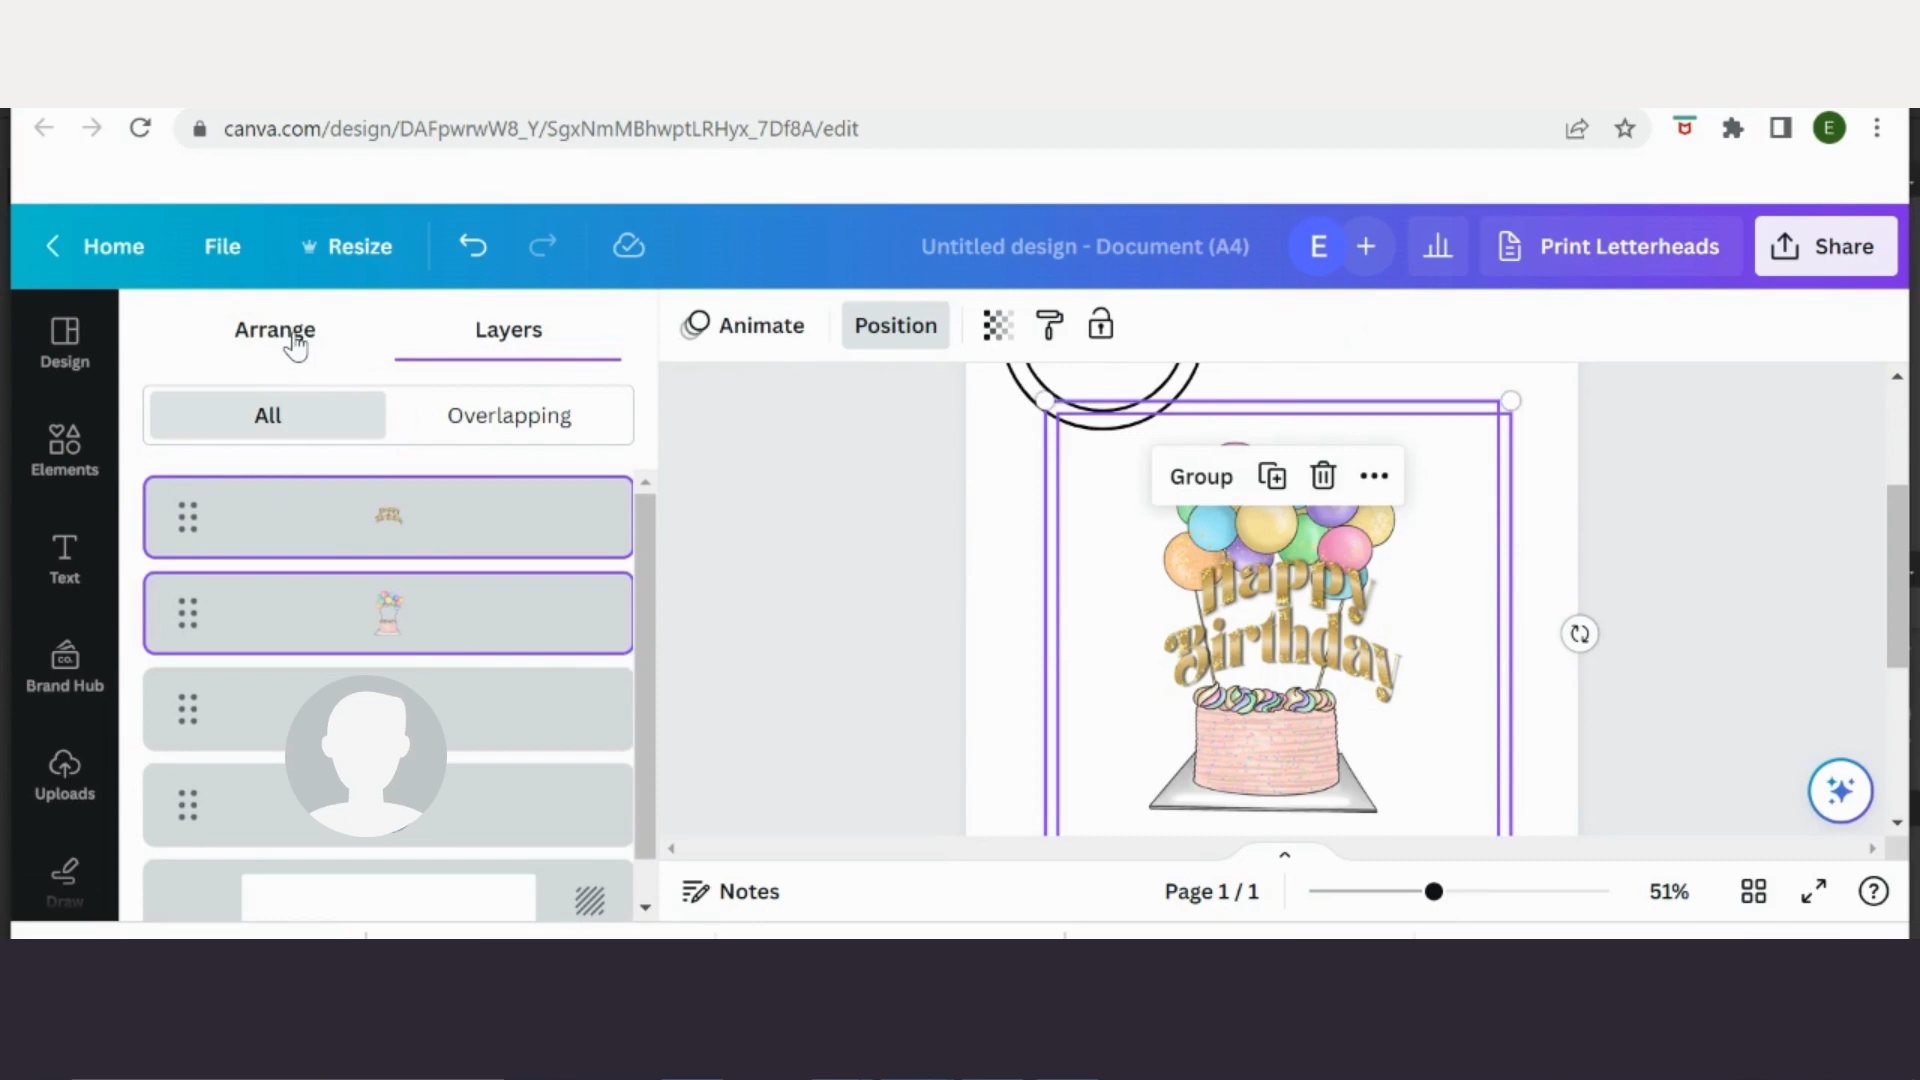 canva.com/design/DAFpwrwW8_Y/SgxNmMBhwptLRHyx_7Df8A/edit
E
Home
File
Resize
Untitled design - Document (A4)
E
+
Print Letterheads
Share
Design
Elements
Text
CO.
Brand Hub
Uploads
Draw
Arrange
Layers
All
Overlapping
Animate
Position
Group
Happy
Birthday
Notes
Page 1 / 1
51%
?